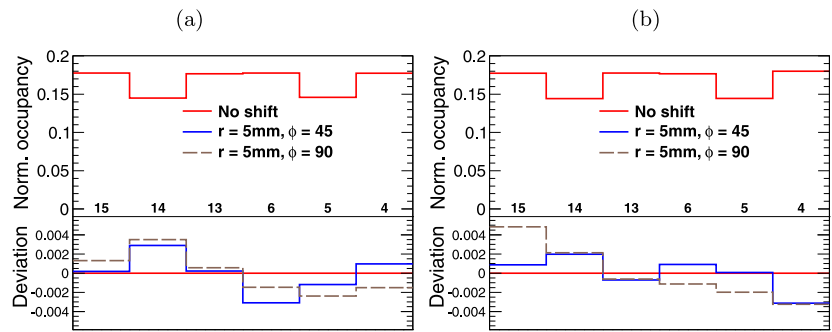 (a)
(b)
Norm. occupancy
0.2
0.15
0.1
0.05
0
No shift
r = 5mm, ϕ = 45
r = 5mm, ϕ = 90
15 14 13 6 5 4
Deviation
0.004
0.002
0
-0.002
-0.004
Norm. occupancy
0.2
0.15
0.1
0.05
0
No shift
r = 5mm, ϕ = 45
r = 5mm, ϕ = 90
15 14 13 6 5 4
Deviation
0.004
0.002
0
-0.002
-0.004